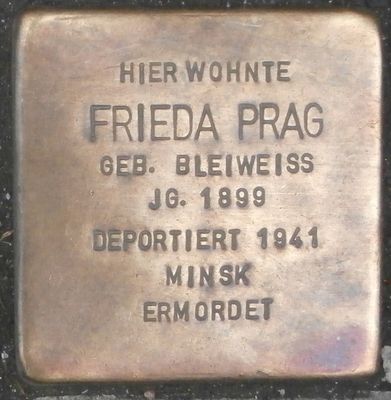 HIER WOHNTE
FRIEDA PRAG
GEB. BLEIWEISS
JG. 1899
DEPORTIERT 1941
MINSK
ERMORDET